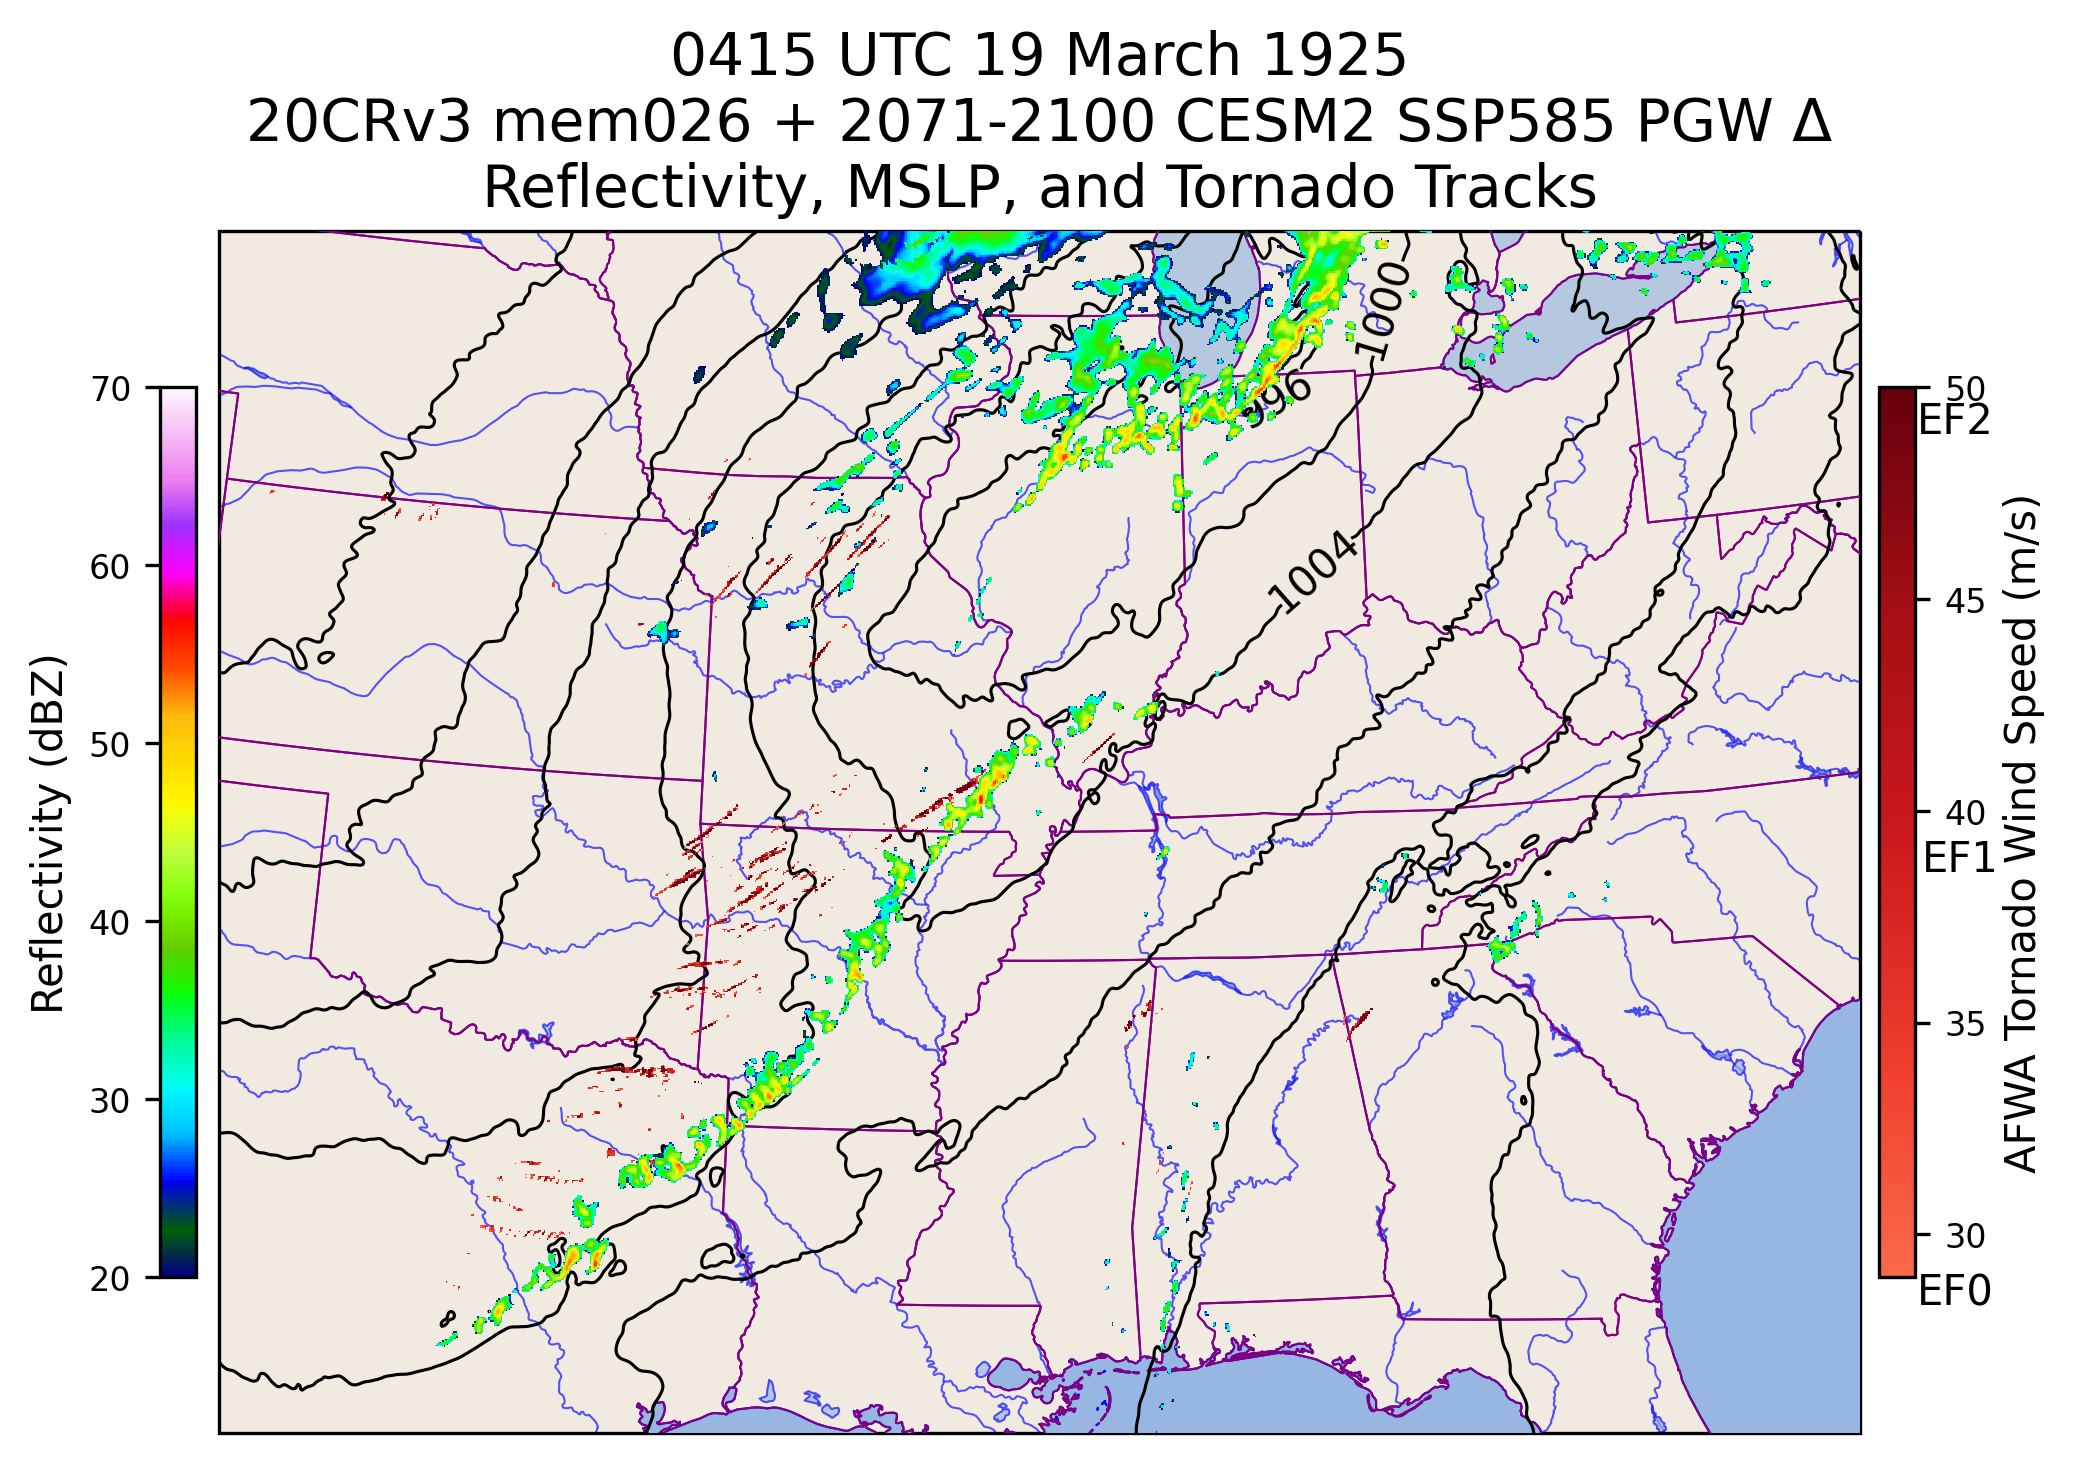 0415 UTC 19 March 1925
20CRv3 mem026 + 2071-2100 CESM2 SSP585 PGW Δ
Reflectivity, MSLP, and Tornado Tracks
1000
996
1004
70
60
50
40
30
20
Reflectivity (dBZ)
50
EF2
45
40
EF1
35
30
EF0
AFWA Tornado Wind Speed (m/s)